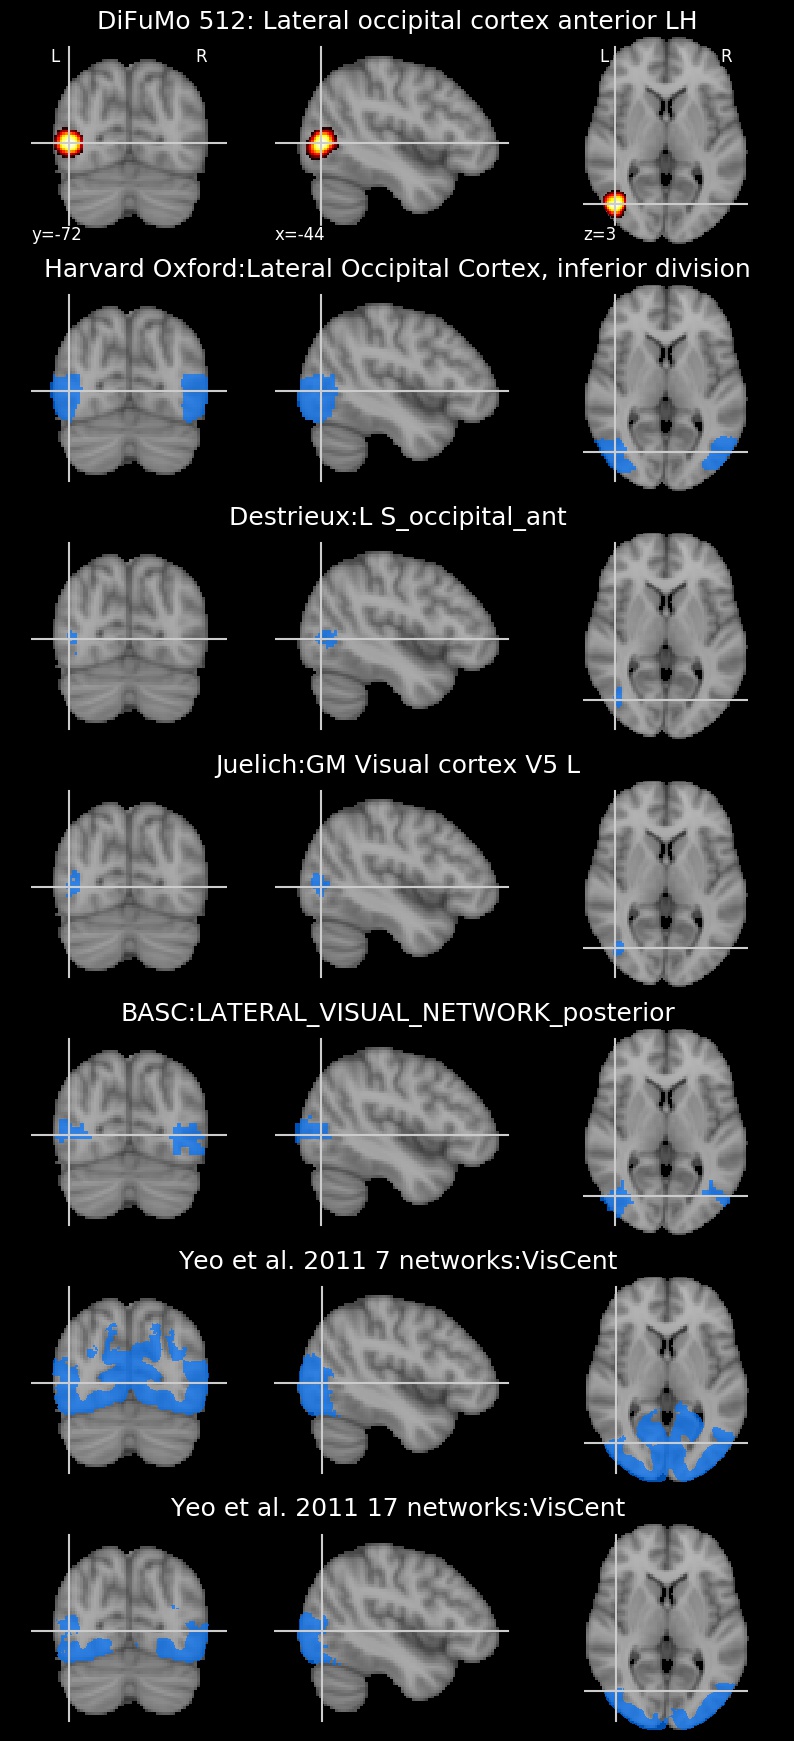 DiFuMo 512: Lateral occipital cortex anterior LH
L R L R
y=-72 x=-44 z=3
Harvard Oxford:Lateral Occipital Cortex, inferior division
Destrieux:L S_occipital_ant
Juelich:GM Visual cortex V5 L
BASC:LATERAL_VISUAL_NETWORK_posterior
Yeo et al. 2011 7 networks:VisCent
Yeo et al. 2011 17 networks:VisCent